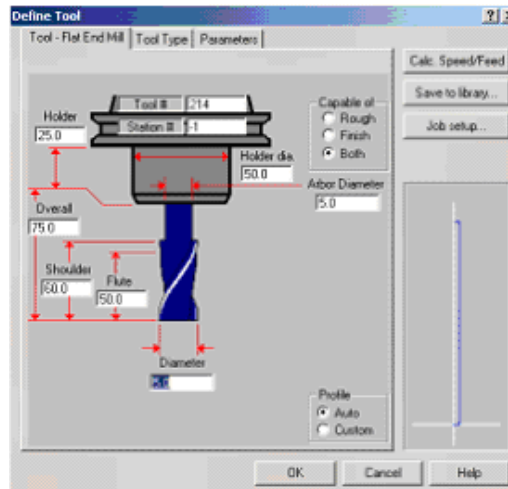 Define Tool
Tool - Flat End Mill Tool Type Parameters
Calc. Speed/Feed
Save to library...
Job setup...
Tool # 214
Station # -1
Holder
25.0
Capable of
Rough
Finish
Both
Holder dia.
50.0
Arbor Diameter
5.0
Overall
75.0
Shoulder
60.0
Flute
50.0
Diameter
5.0
Profile
Auto
Custom
OK Cancel Help